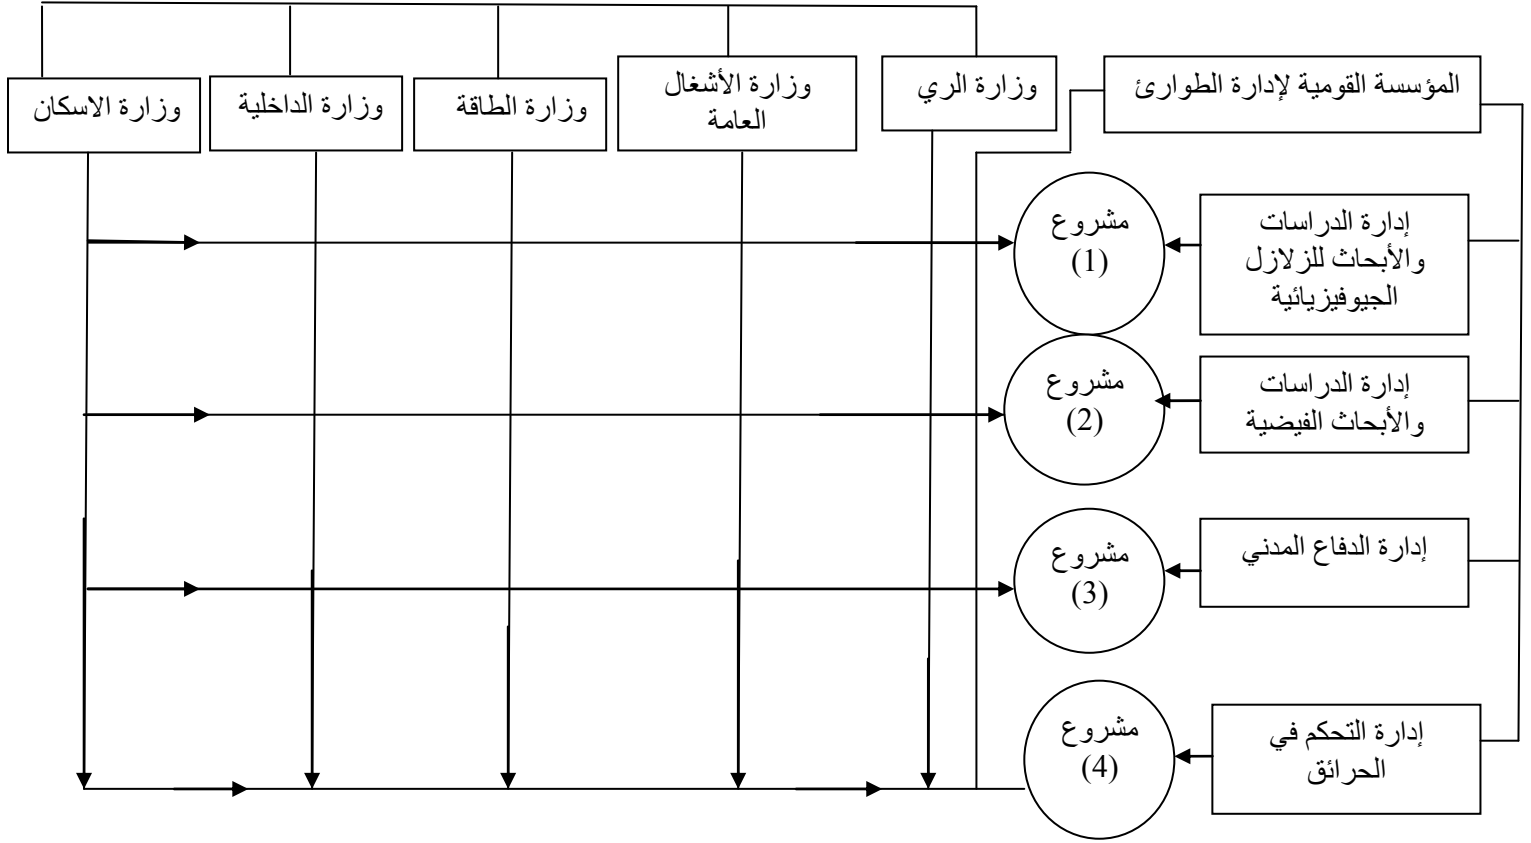 المؤسسة القومية لإدارة الطوارئ
وزارة الري
وزارة الأشغال
العامة
وزارة الطاقة
وزارة الداخلية
وزارة الاسكان
إدارة الدراسات
والأبحاث للزلازل
الجيوفيزيائية
مشروع
(1)
إدارة الدراسات
والأبحاث الفيضية
مشروع
(2)
إدارة الدفاع المدني
مشروع
(3)
إدارة التحكم في
الحرائق
مشروع
(4)